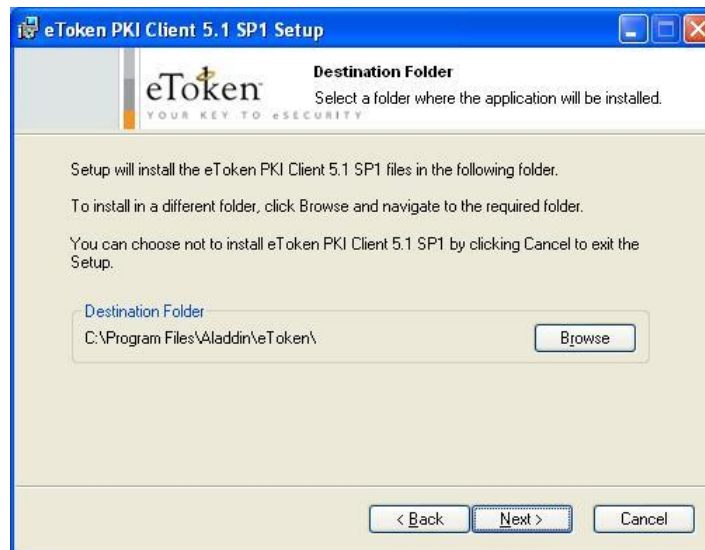 eToken PKI Client 5.1 SP1 Setup
eToken
YOUR KEY TO eSECURITY
Destination Folder
Select a folder where the application will be installed.
Setup will install the eToken PKI Client 5.1 SP1 files in the following folder.
To install in a different folder, click Browse and navigate to the required folder.
You can choose not to install eToken PKI Client 5.1 SP1 by clicking Cancel to exit the
Setup.
Destination Folder
C:\Program Files\Aladdin\eToken\
Browse
< Back
Next >
Cancel